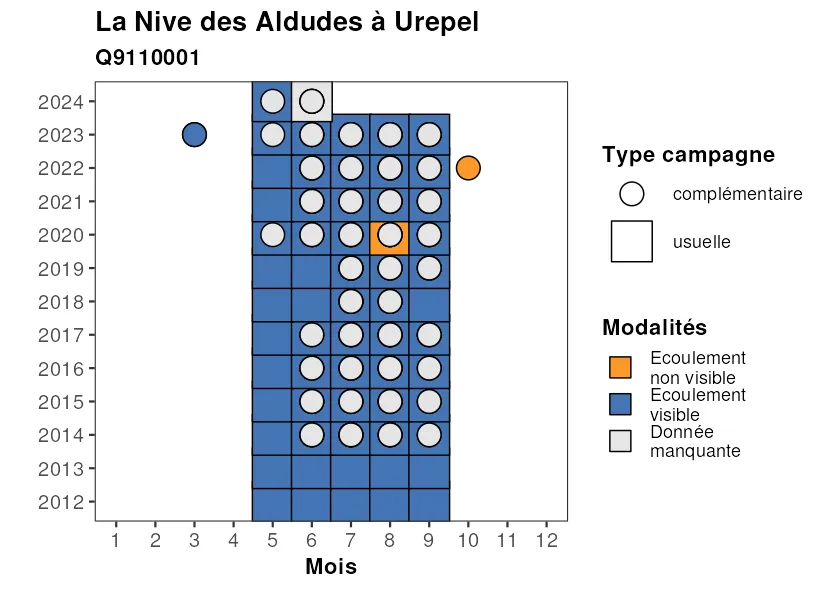 La Nive des Aldudes à Urepel
Q9110001
2024
2023
2022
2021
2020
2019
2018
2017
2016
2015
2014
2013
2012
1 2 3 4 5 6 7 8 9 10 11 12
Mois
Type campagne
complémentaire
usuelle
Modalités
Ecoulement
non visible
Ecoulement
visible
Donnée
manquante